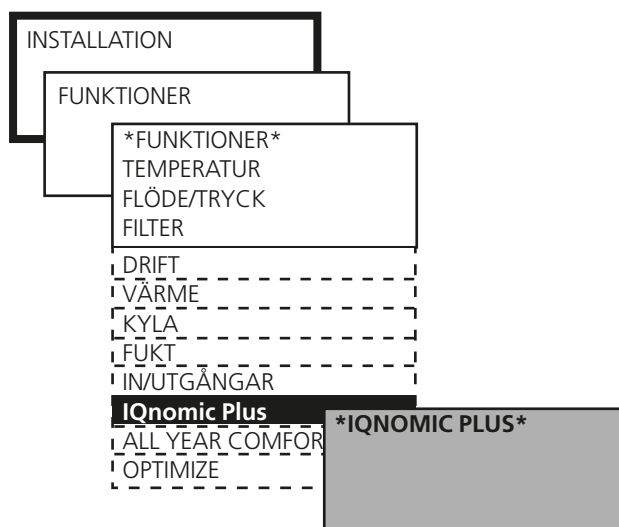 INSTALLATION
FUNKTIONER
*FUNKTIONER*
TEMPERATUR
FLÖDE/TRYCK
FILTER
DRIFT
VÄRME
KYLA
FUKT
IN/UTGÅNGAR
IQnomic Plus
*IQNOMIC PLUS*
ALL YEAR COMFOR
OPTIMIZE